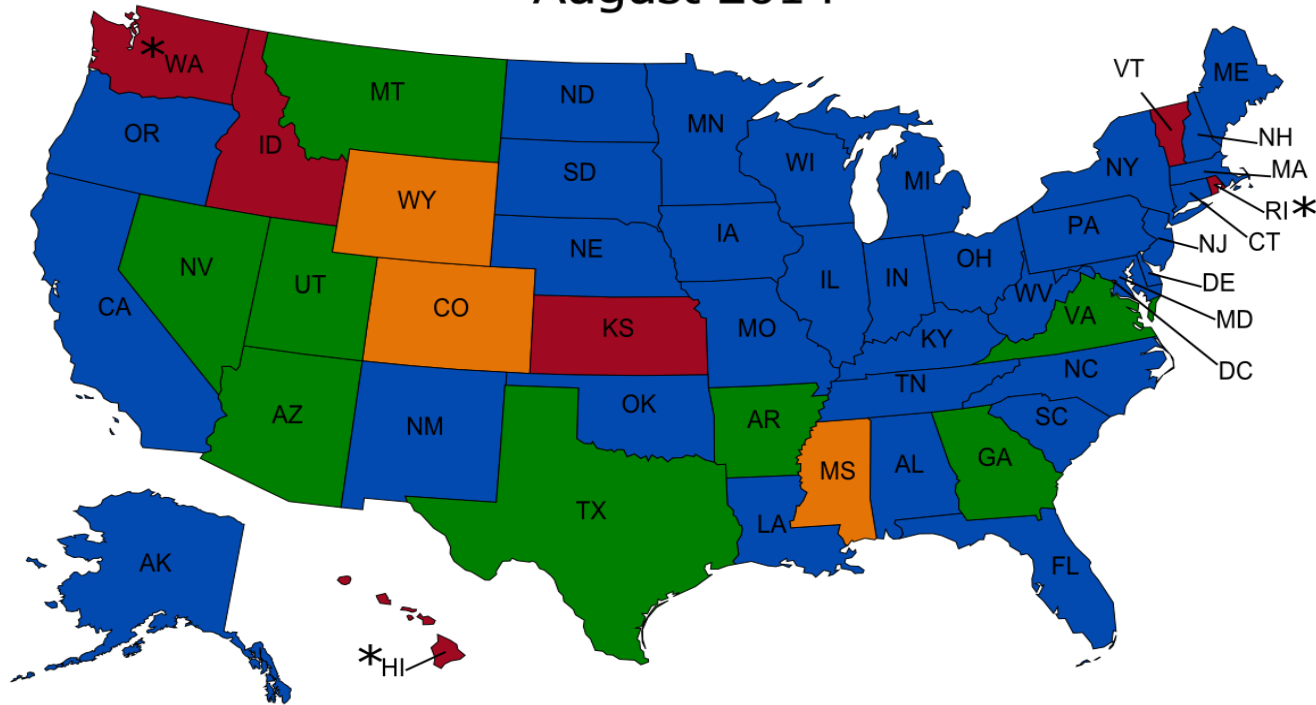 August 2014
*WA
MT
ND
MN
VT
ME
OR
ID
SD
WI
MI
NY
NH
MA
WY
NE
IA
PA
RI*
CT
NV
UT
CO
IL
IN
OH
NJ
DE
CA
KS
MO
WV
VA
MD
KY
DC
AZ
NM
OK
AR
TN
NC
SC
TX
MS
AL
GA
LA
AK
FL
*HI